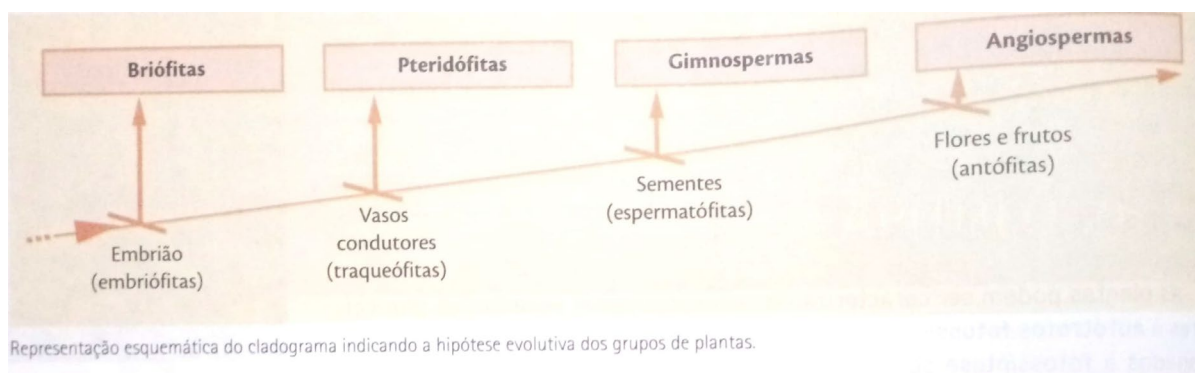 Briófitas
Pteridófitas
Gimnospermas
Angiospermas
Embrião
(embriófitas)
Vasos
condutores
(traqueófitas)
Sementes
(espermatófitas)
Flores e frutos
(antófitas)
Representação esquemática do cladograma indicando a hipótese evolutiva dos grupos de plantas.